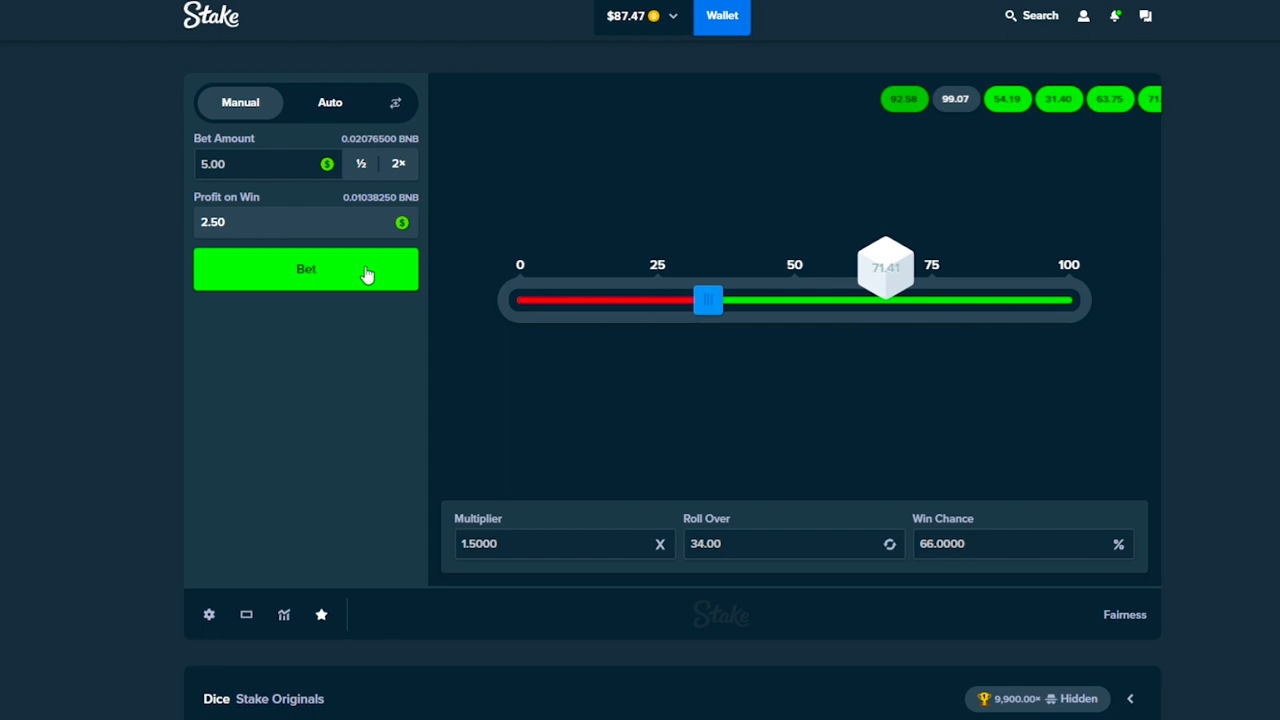 Stake
$87.47
Wallet
Search
Manual
Auto
92.58
99.07
54.19
31.40
63.75
71.
Bet Amount
0.02076500 BNB
5.00
$
½
2×
Profit on Win
0.01038250 BNB
2.50
$
Bet
0
25
50
75
100
71.41
Multiplier
Roll Over
Win Chance
1.5000
X
34.00
66.0000
%
Stake
Fairness
Dice Stake Originals
9,900.00×
Hidden